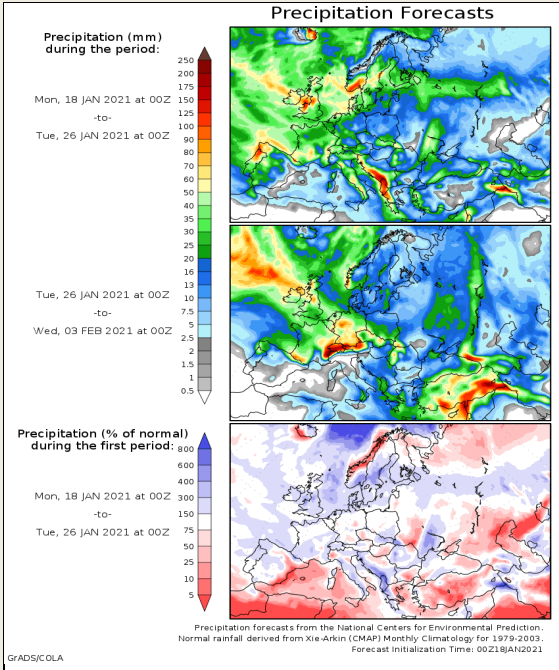 Precipitation Forecasts
Precipitation (mm)
during the period:
Mon, 18 JAN 2021 at 00Z
-to-
Tue, 26 JAN 2021 at 00Z
250
200
175
150
125
100
90
80
70
60
50
40
35
30
25
20
16
13
10
7.5
5
2.5
2
1.5
1
0.5
Tue, 26 JAN 2021 at 00Z
-to-
Wed, 03 FEB 2021 at 00Z
Precipitation (% of normal)
during the first period:
Mon, 18 JAN 2021 at 00Z
-to-
Tue, 26 JAN 2021 at 00Z
800
600
400
300
150
75
50
25
10
5
Precipitation forecasts from the National Centers for Environmental Prediction.
Normal rainfall derived from Xie-Arkin (CMAP) Monthly Climatology for 1979-2003.
Forecast Initialization Time: 00Z18JAN2021
GrADS/COLA